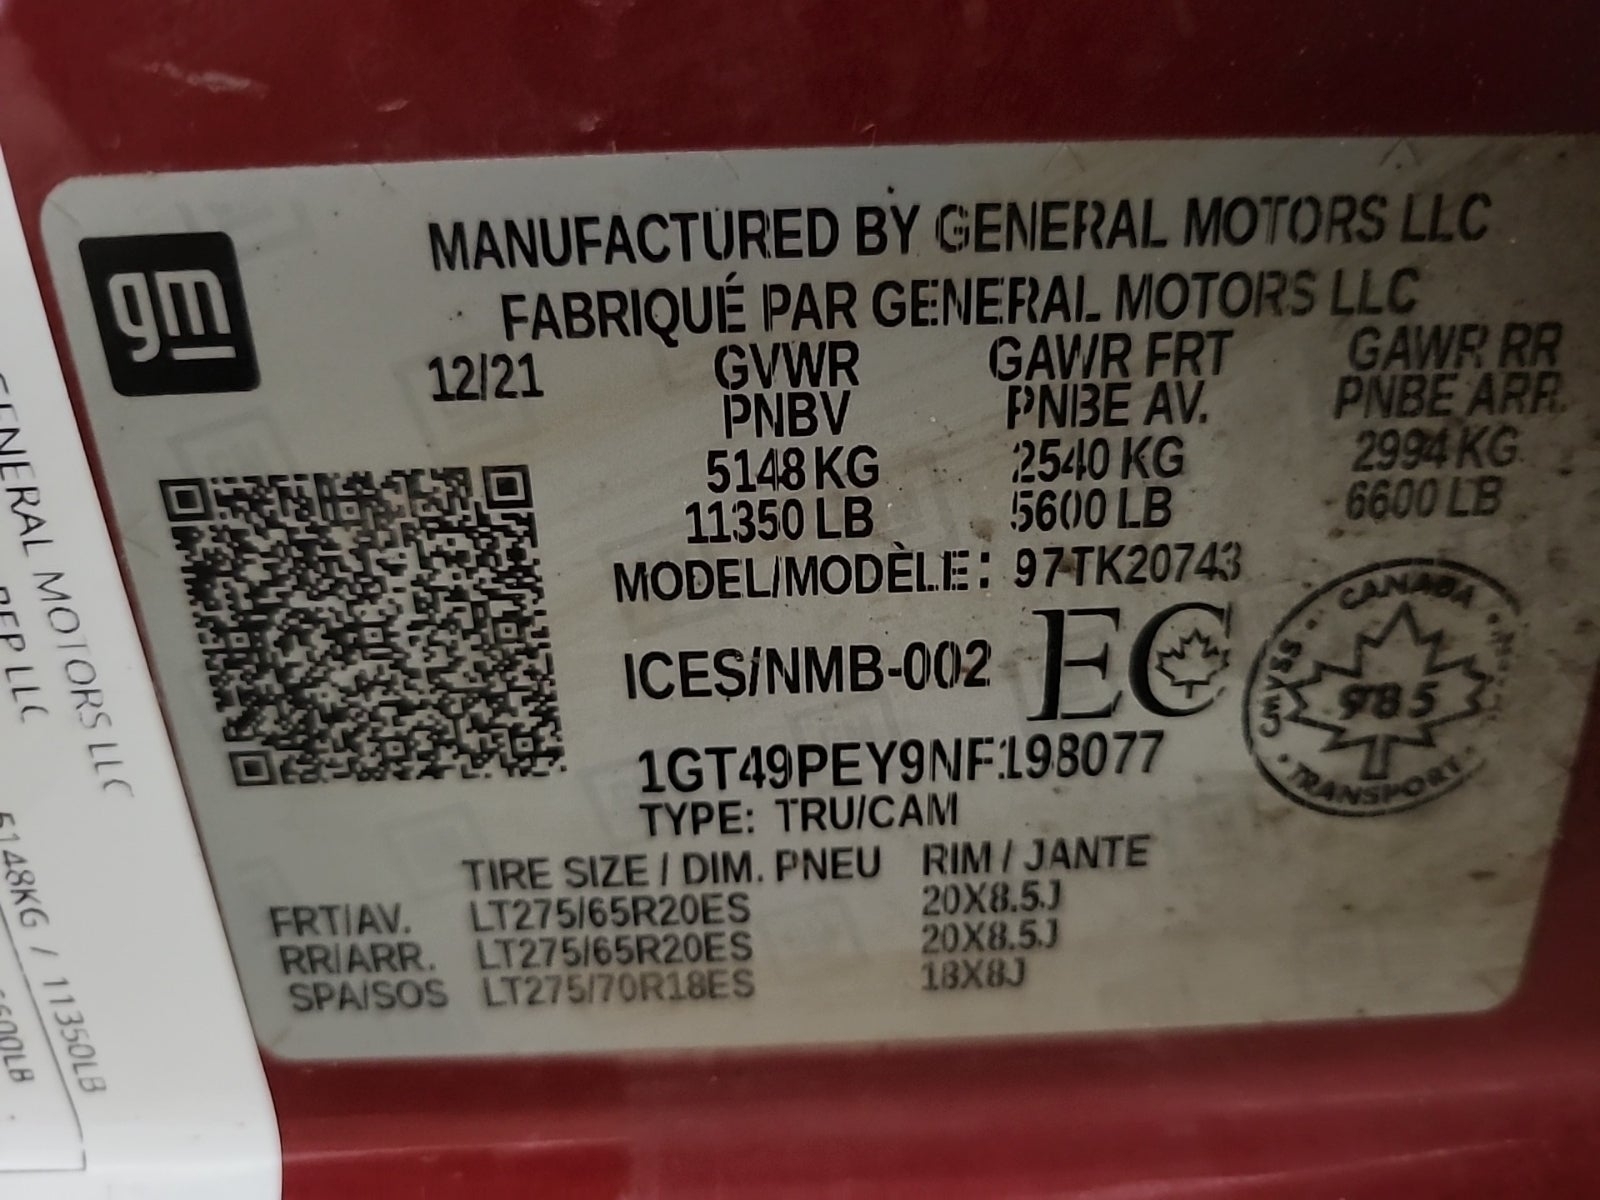 gm
MANUFACTURED BY GENERAL MOTORS LLC
FABRIQUÉ PAR GENERAL MOTORS LLC
12/21 GVWR GAWR FRT GAWR RR
PNBV PNBE AV. PNBE ARR.
5148 KG 2540 KG 2994 KG
11350 LB 5600 LB 6600 LB
MODEL/MODÈLE: 97TK20743
ICES/NMB-002 EC
1GT49PEY9NF198077
TYPE: TRU/CAM
TIRE SIZE / DIM. PNEU RIM / JANTE
FRT/AV. LT275/65R20ES 20X8.5J
RR/ARR. LT275/65R20ES 20X8.5J
SPA/SOS LT275/70R18ES 18X8J
CANADA
9785
TRANSPORT
GENERAL MOTORS LLC
LLC
5148KG / 11350LB